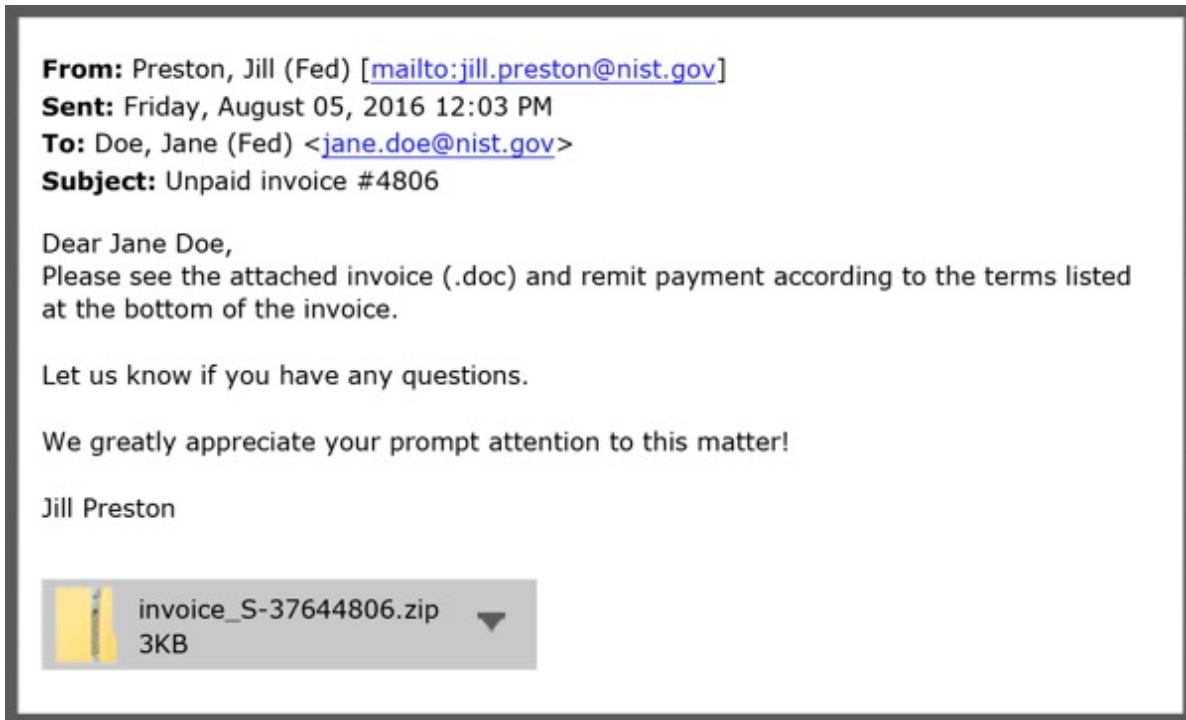 From: Preston, Jill (Fed) [mailto:jill.preston@nist.gov]
Sent: Friday, August 05, 2016 12:03 PM
To: Doe, Jane (Fed) <jane.doe@nist.gov>
Subject: Unpaid invoice #4806
Dear Jane Doe,
Please see the attached invoice (.doc) and remit payment according to the terms listed
at the bottom of the invoice.
Let us know if you have any questions.
We greatly appreciate your prompt attention to this matter!
Jill Preston
invoice_S-37644806.zip
3KB